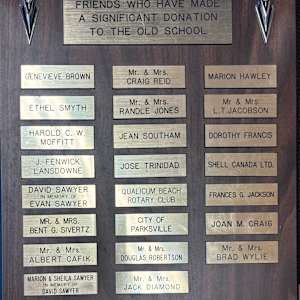 FRIENDS WHO HAVE MADE
A SIGNIFICANT DONATION
TO THE OLD SCHOOL
GENEVIEVE BROWN
Mr. & Mrs.
CRAIG REID
MARION HAWLEY
ETHEL SMYTH
Mr. & Mrs.
RANDLE JONES
Mr. & Mrs.
L.T. JACOBSON
HAROLD C. W.
MOFFITT
JEAN SOUTHAM
DOROTHY FRANCIS
J. FENWICK
LANSDOWNE
JOSE TRINIDAD
SHELL CANADA LTD.
DAVID SAWYER
IN MEMORY OF
EVAN SAWYER
QUALICUM BEACH
ROTARY CLUB
FRANCES G. JACKSON
MR. & MRS.
BENT G. SIVERTZ
CITY OF
PARKSVILLE
JOAN M. CRAIG
Mr. & Mrs.
ALBERT CAFIK
Mr. & Mrs.
DOUGLAS ROBERTSON
Mr. & Mrs.
BRAD WYLIE
MARION & SHEILA SAWYER
IN MEMORY OF
DAVID SAWYER
Mr. & Mrs.
JACK DIAMOND